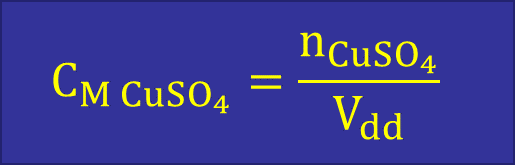 C_M CuSO₄ = n_CuSO₄ / V_dd